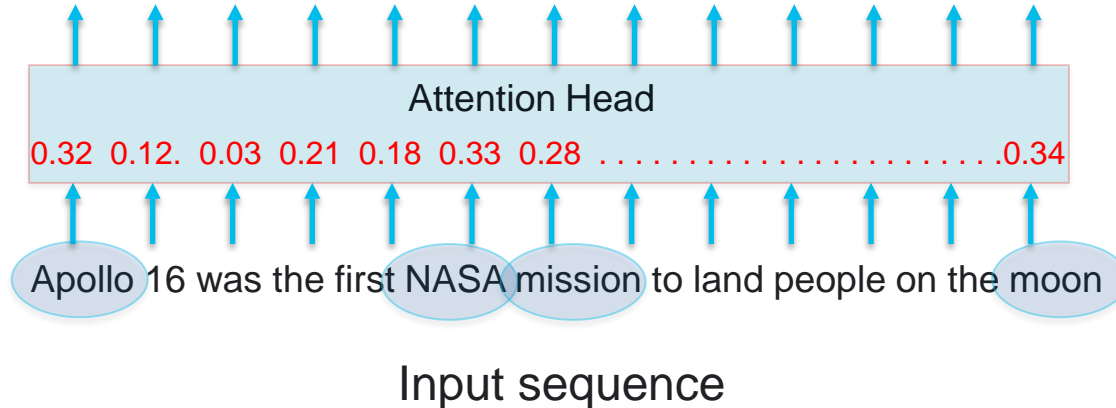 Attention Head
0.32 0.12. 0.03 0.21 0.18 0.33 0.28 . . . . . . . . . . . . . . . . . . . . . . .0.34
Apollo 16 was the first NASA mission to land people on the moon
Input sequence